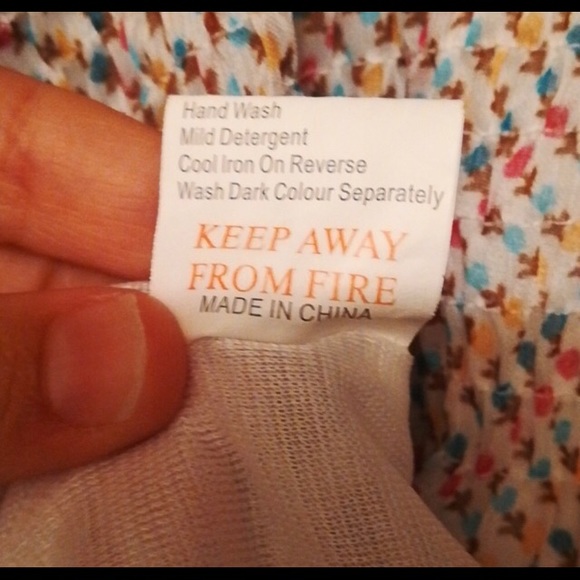 Hand Wash
Mild Detergent
Cool Iron On Reverse
Wash Dark Colour Separately
KEEP AWAY
FROM FIRE
MADE IN CHINA